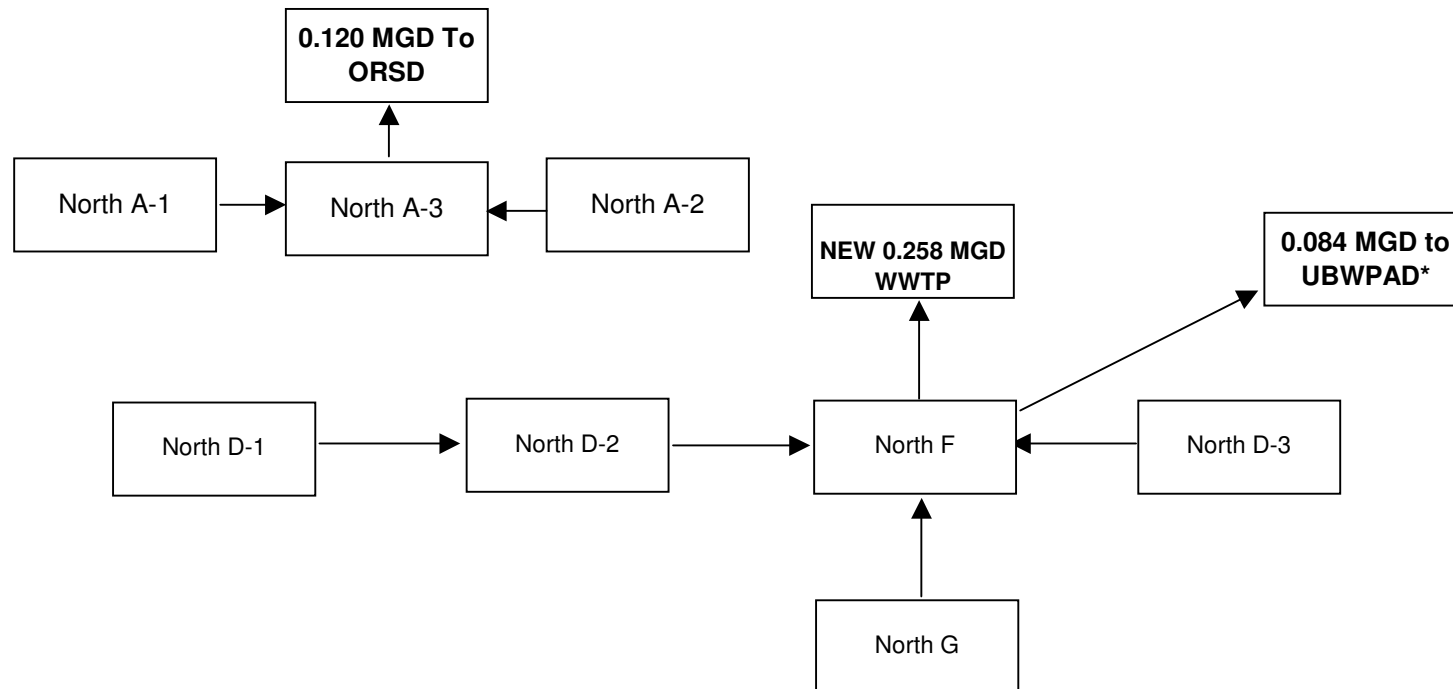 0.120 MGD To
ORSD
North A-1
North A-3
North A-2
NEW 0.258 MGD
WWTP
0.084 MGD to
UBWPAD*
North D-1
North D-2
North F
North D-3
North G